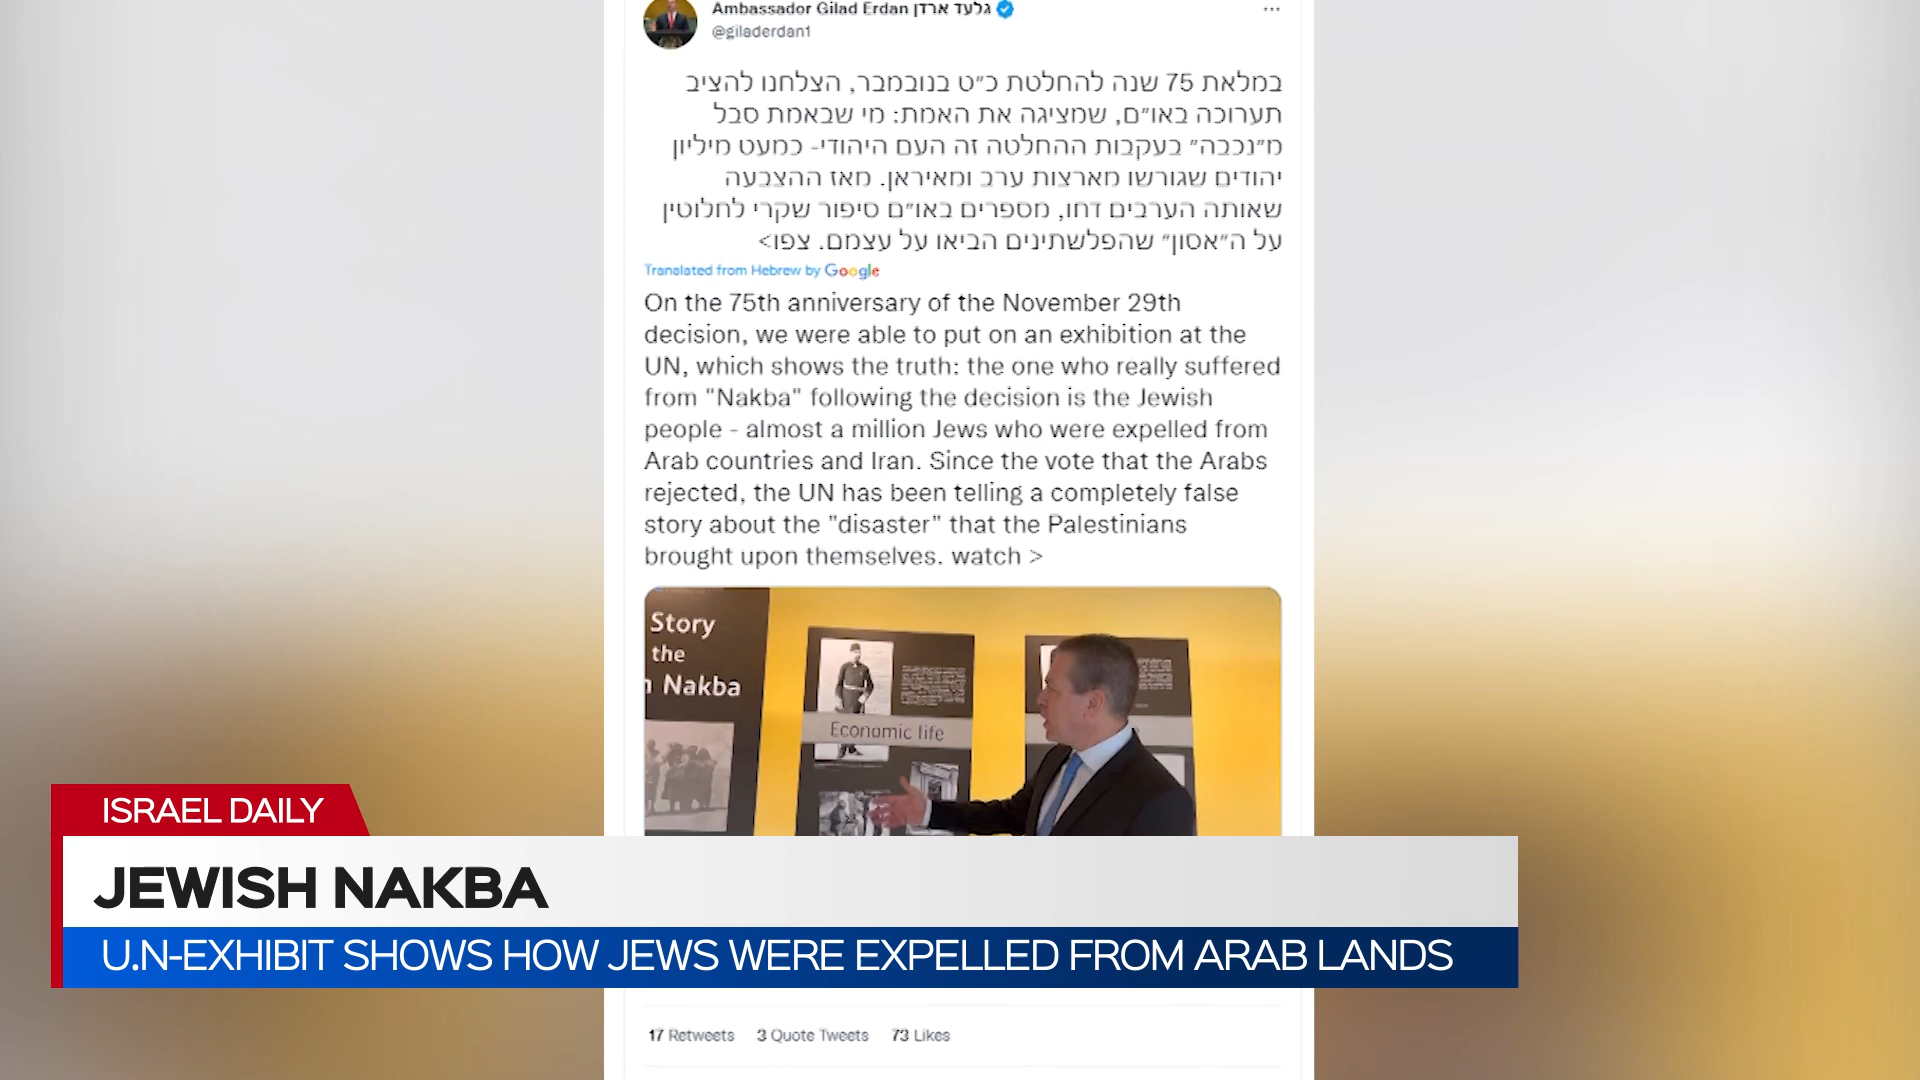 Ambassador Gilad Erdan גלעד ארדן
@giladerdan1
במלאת 75 שנה להחלטת כ״ט בנובמבר, הצלחנו להציב
תערוכה באו״ם, שמציגה את האמת: מי שבאמת סבל
מ״נכבה״ בעקבות ההחלטה זה העם היהודי- כמעט מיליון
יהודים שגורשו מארצות ערב ומאיראן. מאז ההצבעה
שאותה הערבים דחו, מספרים באו״ם סיפור שקרי לחלוטין
על ה״אסון״ שהפלשתינים הביאו על עצמם. צפו>
Translated from Hebrew by Google
On the 75th anniversary of the November 29th
decision, we were able to put on an exhibition at the
UN, which shows the truth: the one who really suffered
from "Nakba" following the decision is the Jewish
people - almost a million Jews who were expelled from
Arab countries and Iran. Since the vote that the Arabs
rejected, the UN has been telling a completely false
story about the "disaster" that the Palestinians
brought upon themselves. watch >
Story
the
Nakba
Economic life
ISRAEL DAILY
JEWISH NAKBA
U.N-EXHIBIT SHOWS HOW JEWS WERE EXPELLED FROM ARAB LANDS
17 Retweets 3 Quote Tweets 73 Likes